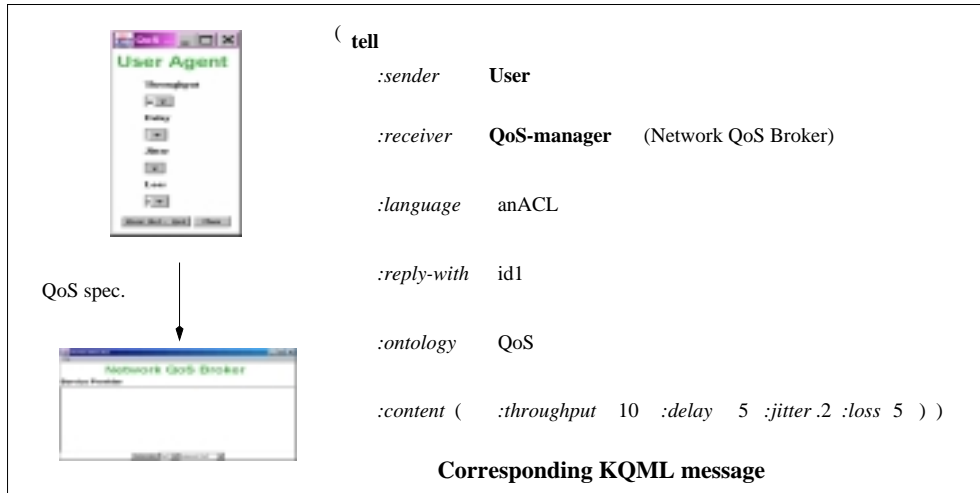 User Agent
Throughput
Delay
Jitter
Loss
Close
QoS spec.
Network QoS Broker
Service Provider
( tell
:sender User
:receiver QoS-manager (Network QoS Broker)
:language anACL
:reply-with id1
:ontology QoS
:content ( :throughput 10 :delay 5 :jitter .2 :loss 5 ) )
Corresponding KQML message